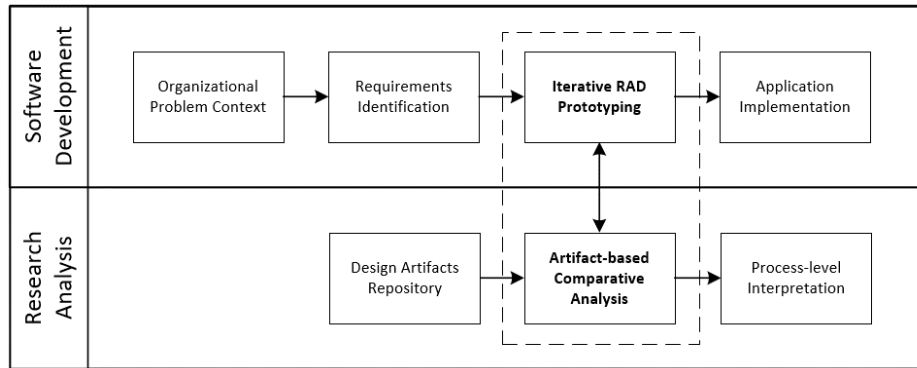 Software
Development
Organizational
Problem Context
Requirements
Identification
Iterative RAD
Prototyping
Application
Implementation
Research
Analysis
Design Artifacts
Repository
Artifact-based
Comparative
Analysis
Process-level
Interpretation